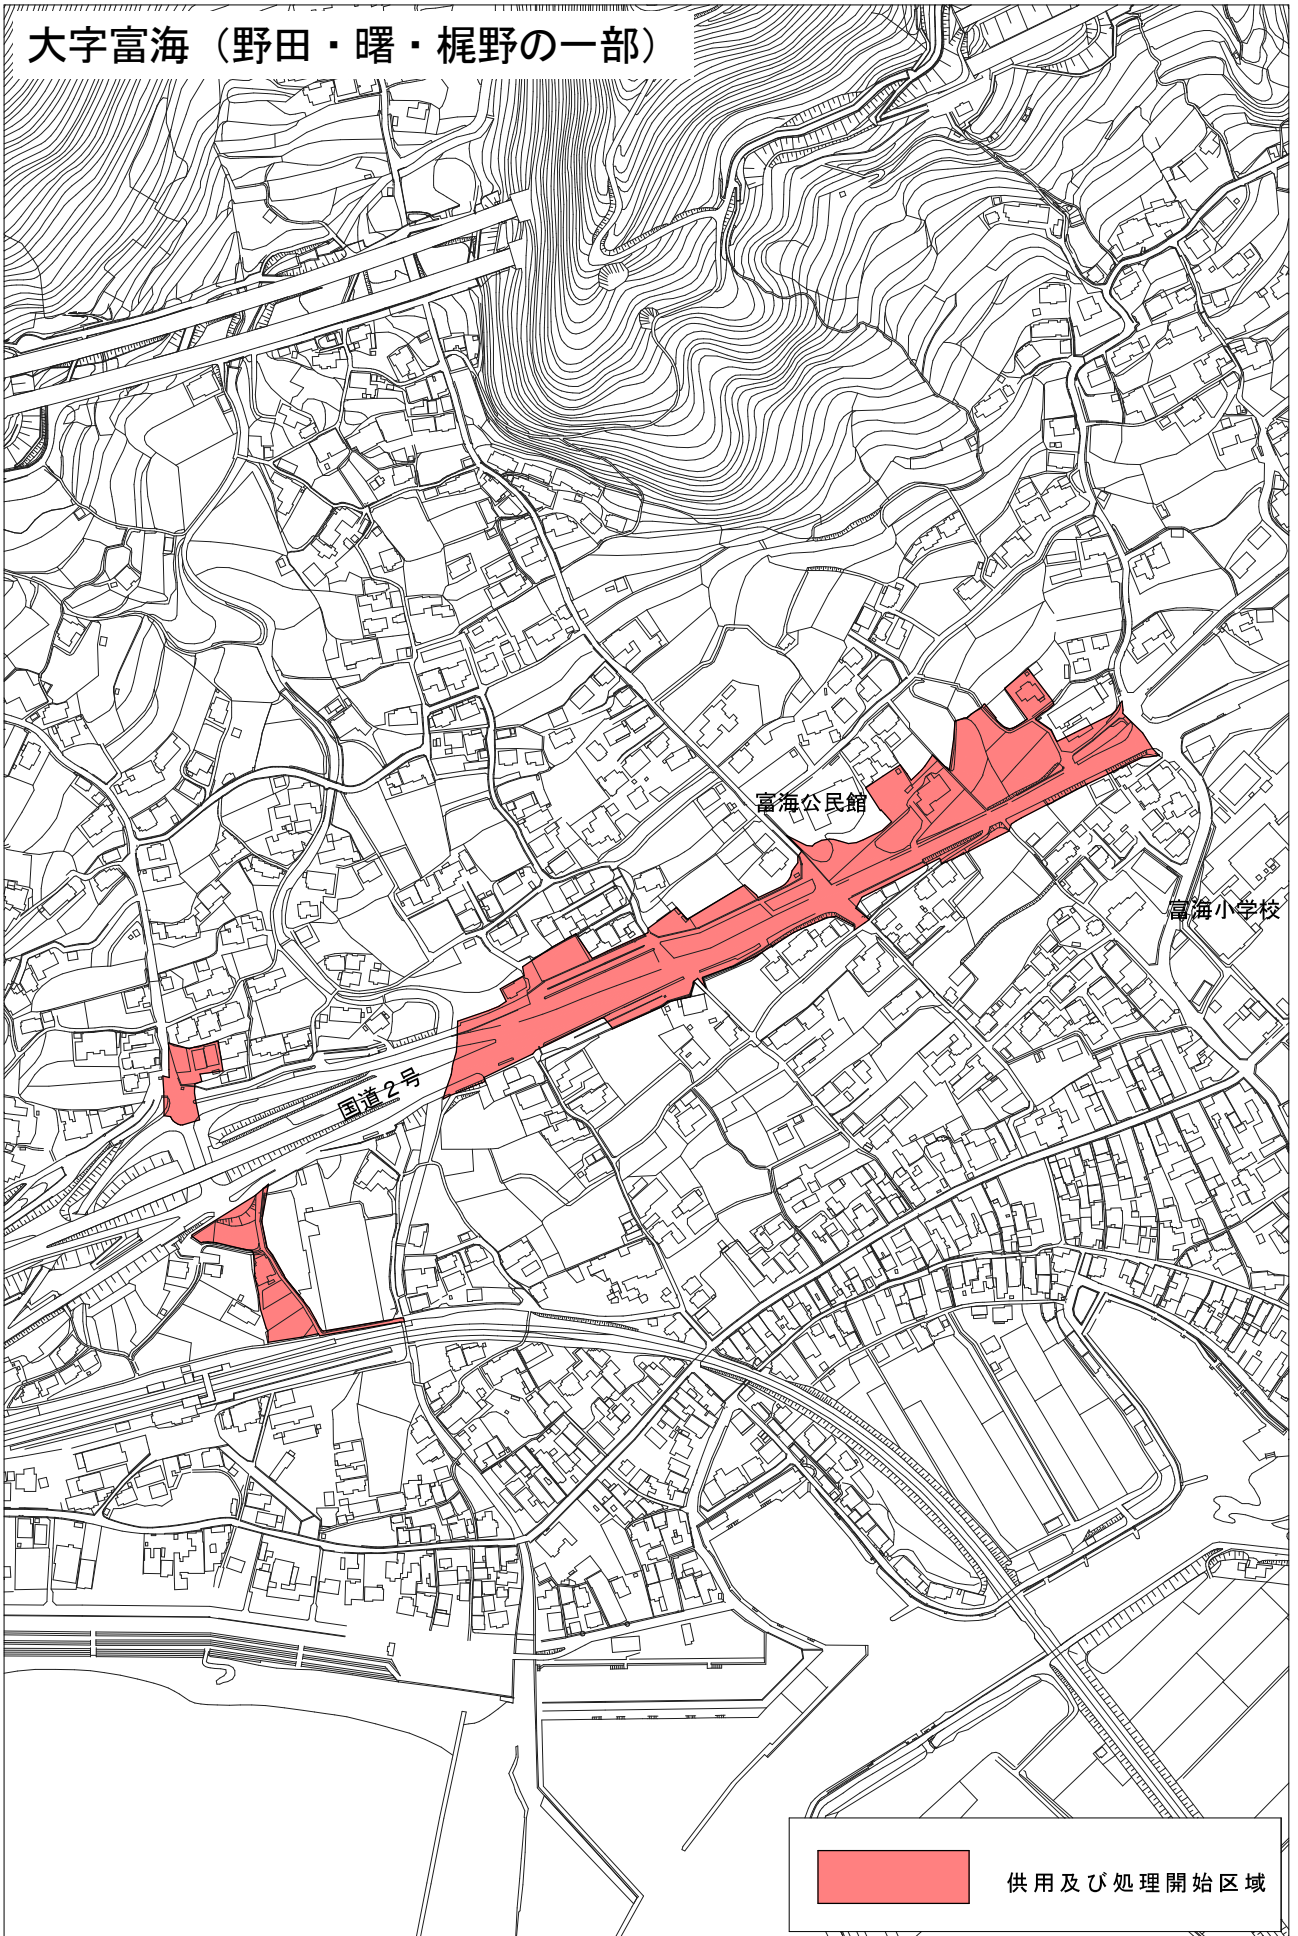 大字富海（野田・曙・梶野の一部）
富海公民館
富海小学校
国道２号
供用及び処理開始区域